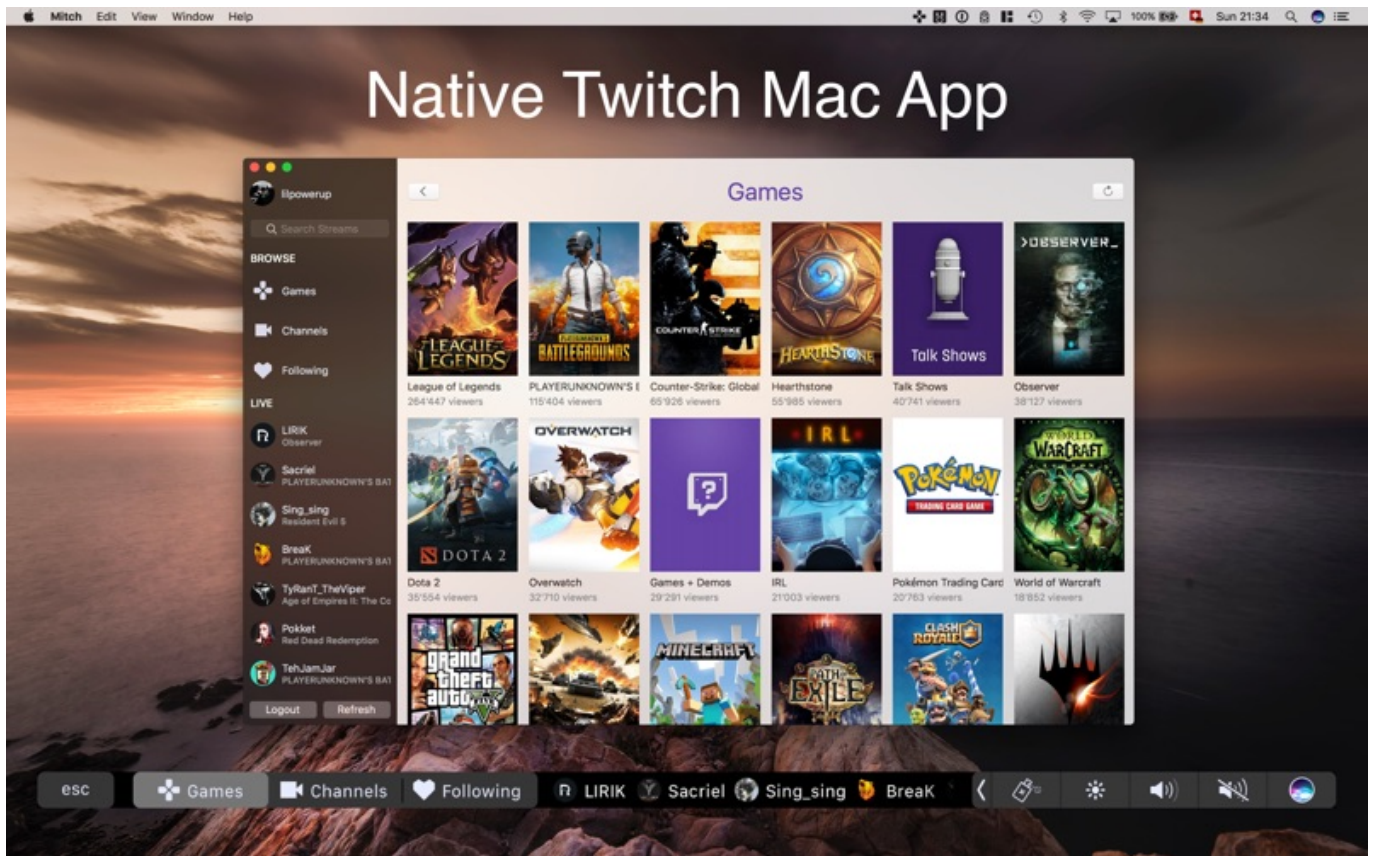 Mitch Edit View Window Help 100% Sun 21:34
Native Twitch Mac App
lilpowerup
Search Streams
BROWSE
Games
Channels
Following
LIVE
LIRIK
Observer
Sacriel
PLAYERUNKNOWN'S BAT
Sing_sing
Resident Evil 5
BreaK
PLAYERUNKNOWN'S BAT
TyRanT_TheViper
Age of Empires II: The Co
Pokket
Red Dead Redemption
TehJamJar
PLAYERUNKNOWN'S BAT
Logout Refresh
Games
LEAGUE OF LEGENDS
PLAYERUNKNOWN'S
BATTLEGROUNDS
COUNTER STRIKE
HEARTHSTONE
Talk Shows
>OBSERVER_
League of Legends PLAYERUNKNOWN'S B Counter-Strike: Global Hearthstone Talk Shows Observer
264'447 viewers 115'404 viewers 65'926 viewers 55'985 viewers 40'741 viewers 38'127 viewers
DOTA 2
OVERWATCH
?
IRL
POKéMON
TRADING CARD GAME
WORLD
WARCRAFT
Dota 2 Overwatch Games + Demos IRL Pokémon Trading Card World of Warcraft
35'554 viewers 32'710 viewers 29'291 viewers 21'003 viewers 20'763 viewers 18'852 viewers
grand
theft
auto V
MINECRAFT
PATH OF
EXILE
CLASH
ROYALE
esc Games Channels Following LIRIK Sacriel Sing_sing BreaK